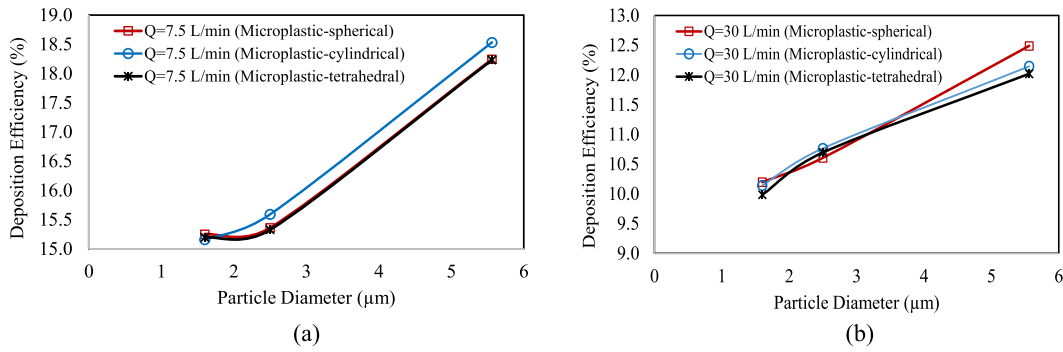 Deposition Efficiency (%)
19.0
18.5
18.0
17.0
16.0
15.5
15.0
Q=7.5 L/min (Microplastic-spherical)
Q=7.5 L/min (Microplastic-cylindrical)
Q=7.5 L/min (Microplastic-tetrahedral)
0 1 2 3 4 5 6
Particle Diameter (µm)
(a)
Deposition Efficiency (%)
13.0
12.5
12.0
11.5
11.0
10.5
10.0
9.5
9.0
Q=30 L/min (Microplastic-spherical)
Q=30 L/min (Microplastic-cylindrical)
Q=30 L/min (Microplastic-tetrahedral)
0 1 2 3 4 5 6
Particle Diameter (µm)
(b)